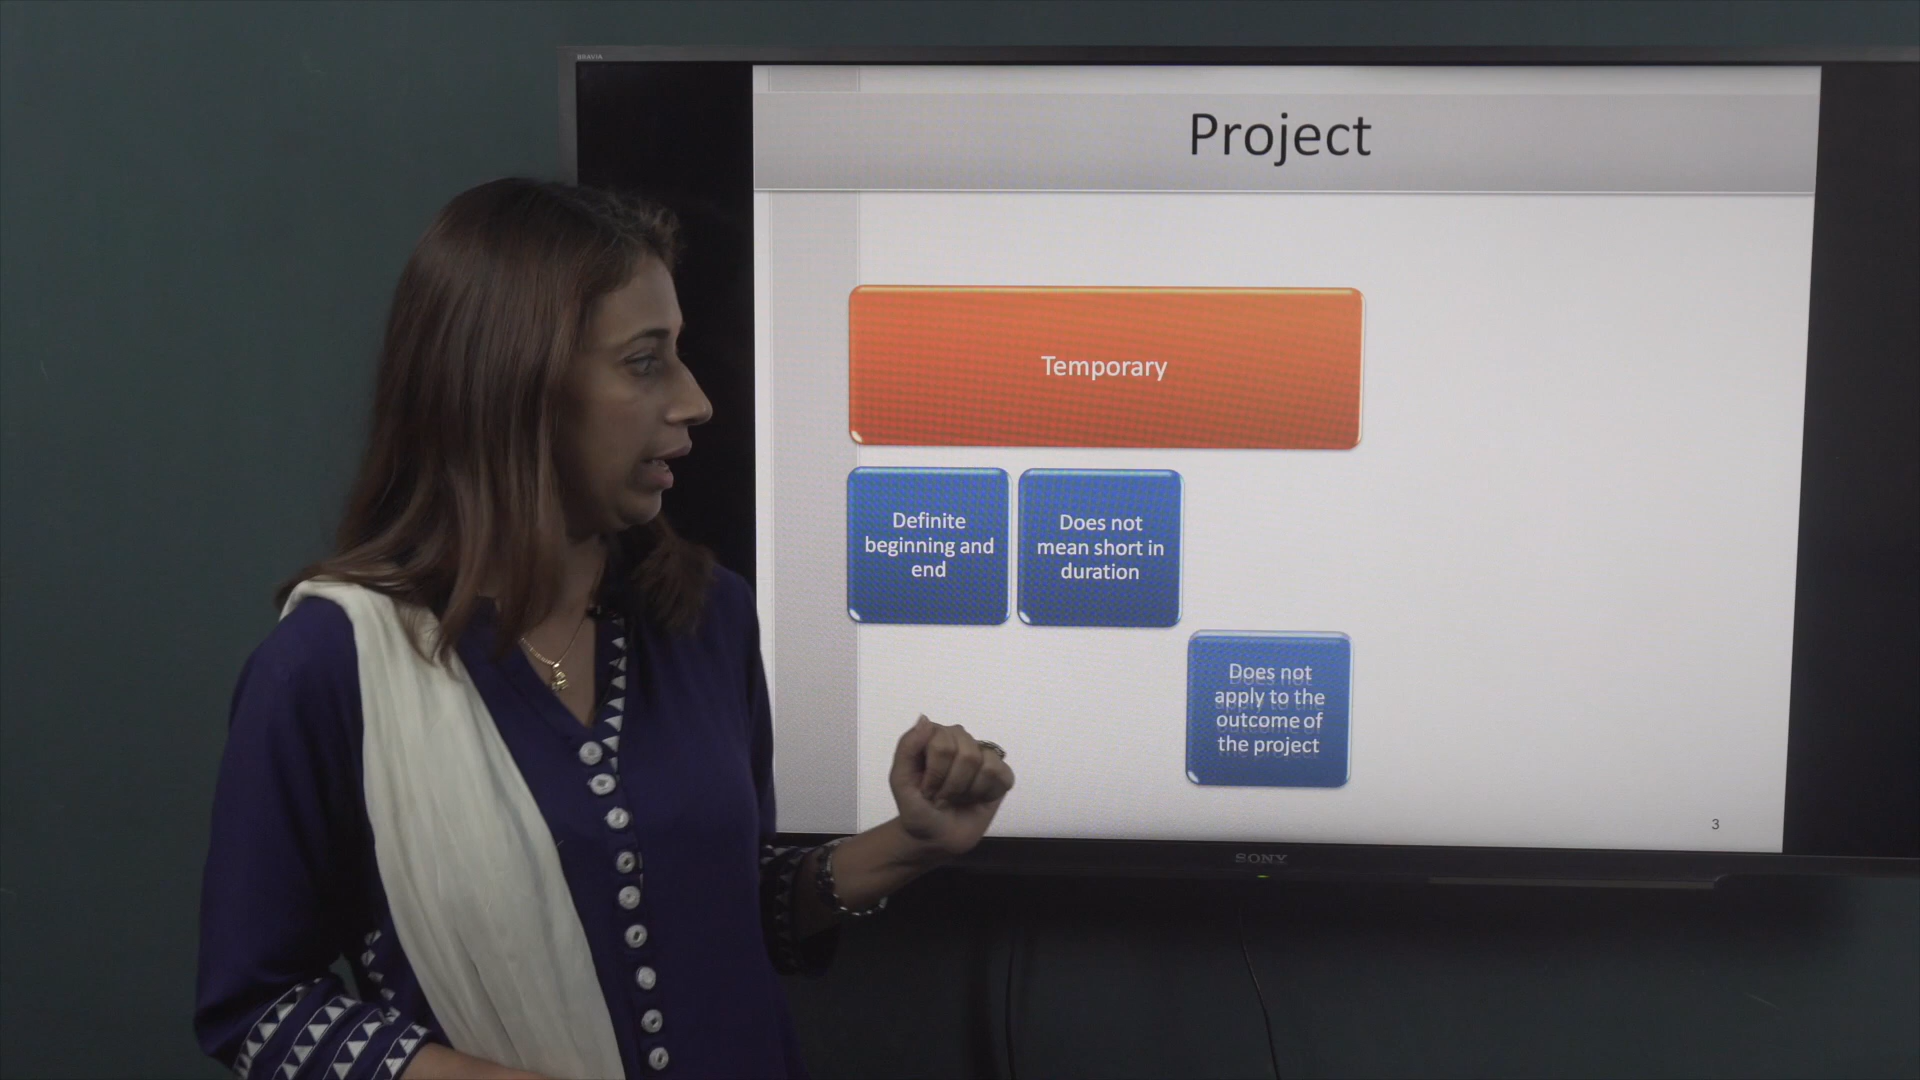 BRAVIA
Project
Temporary
Definite
beginning and
end
Does not
mean short in
duration
Does not
apply to the
outcome of
the project
3
SONY